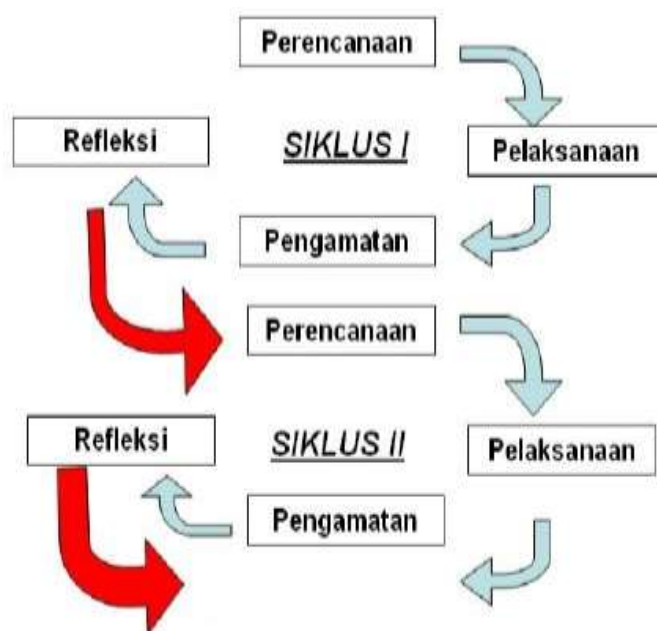 Perencanaan
Refleksi
SIKLUS I
Pelaksanaan
Pengamatan
Perencanaan
Refleksi
SIKLUS II
Pelaksanaan
Pengamatan